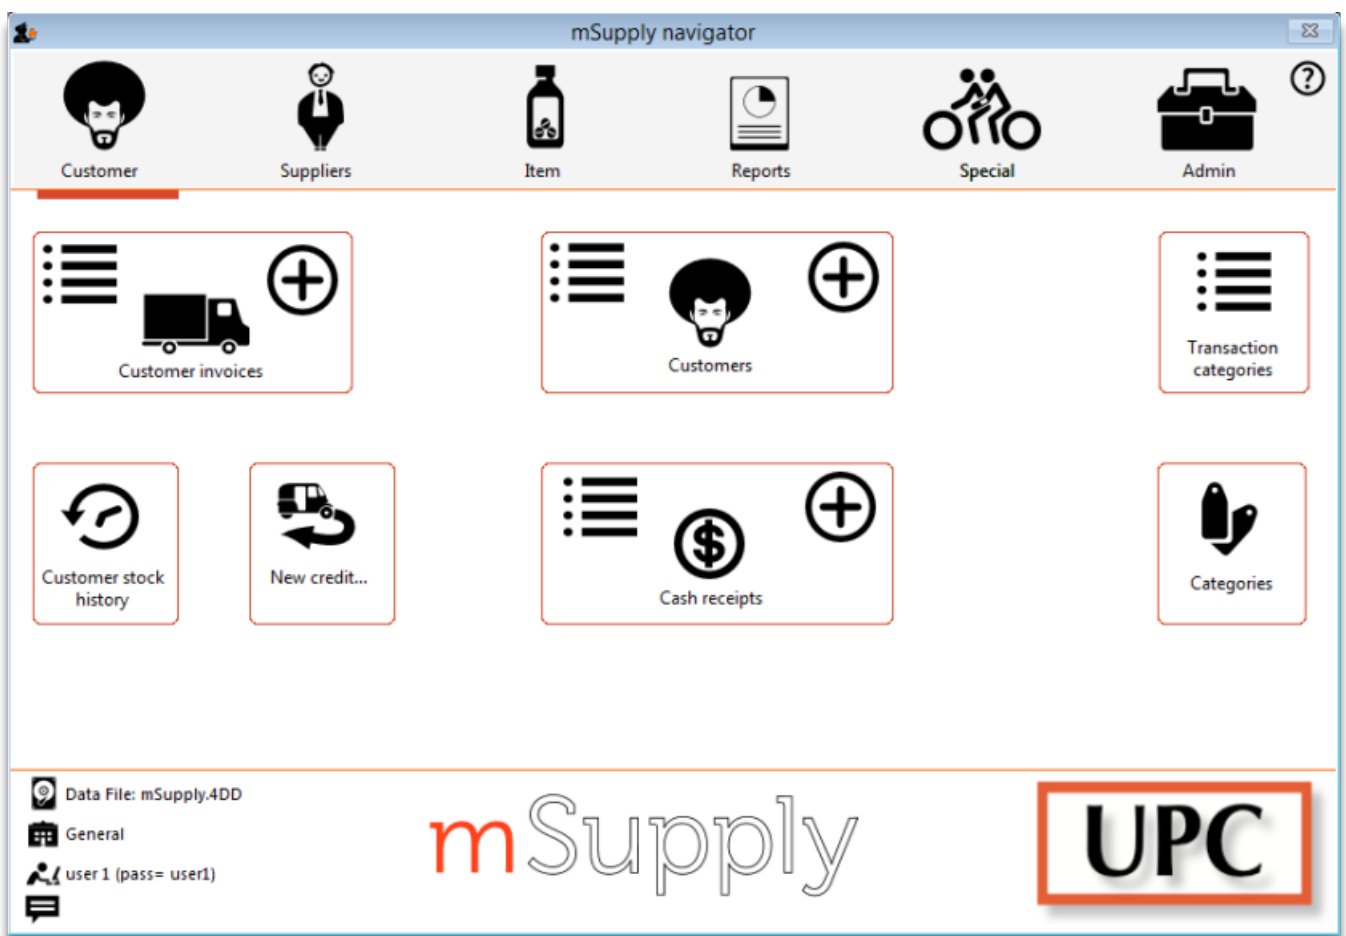 mSupply navigator
Customer
Suppliers
Item
Reports
Special
Admin
?
Customer invoices
Customers
Transaction
categories
Customer stock
history
New credit...
$
Cash receipts
Categories
Data File: mSupply.4DD
General
user 1 (pass= user1)
mSupply
UPC